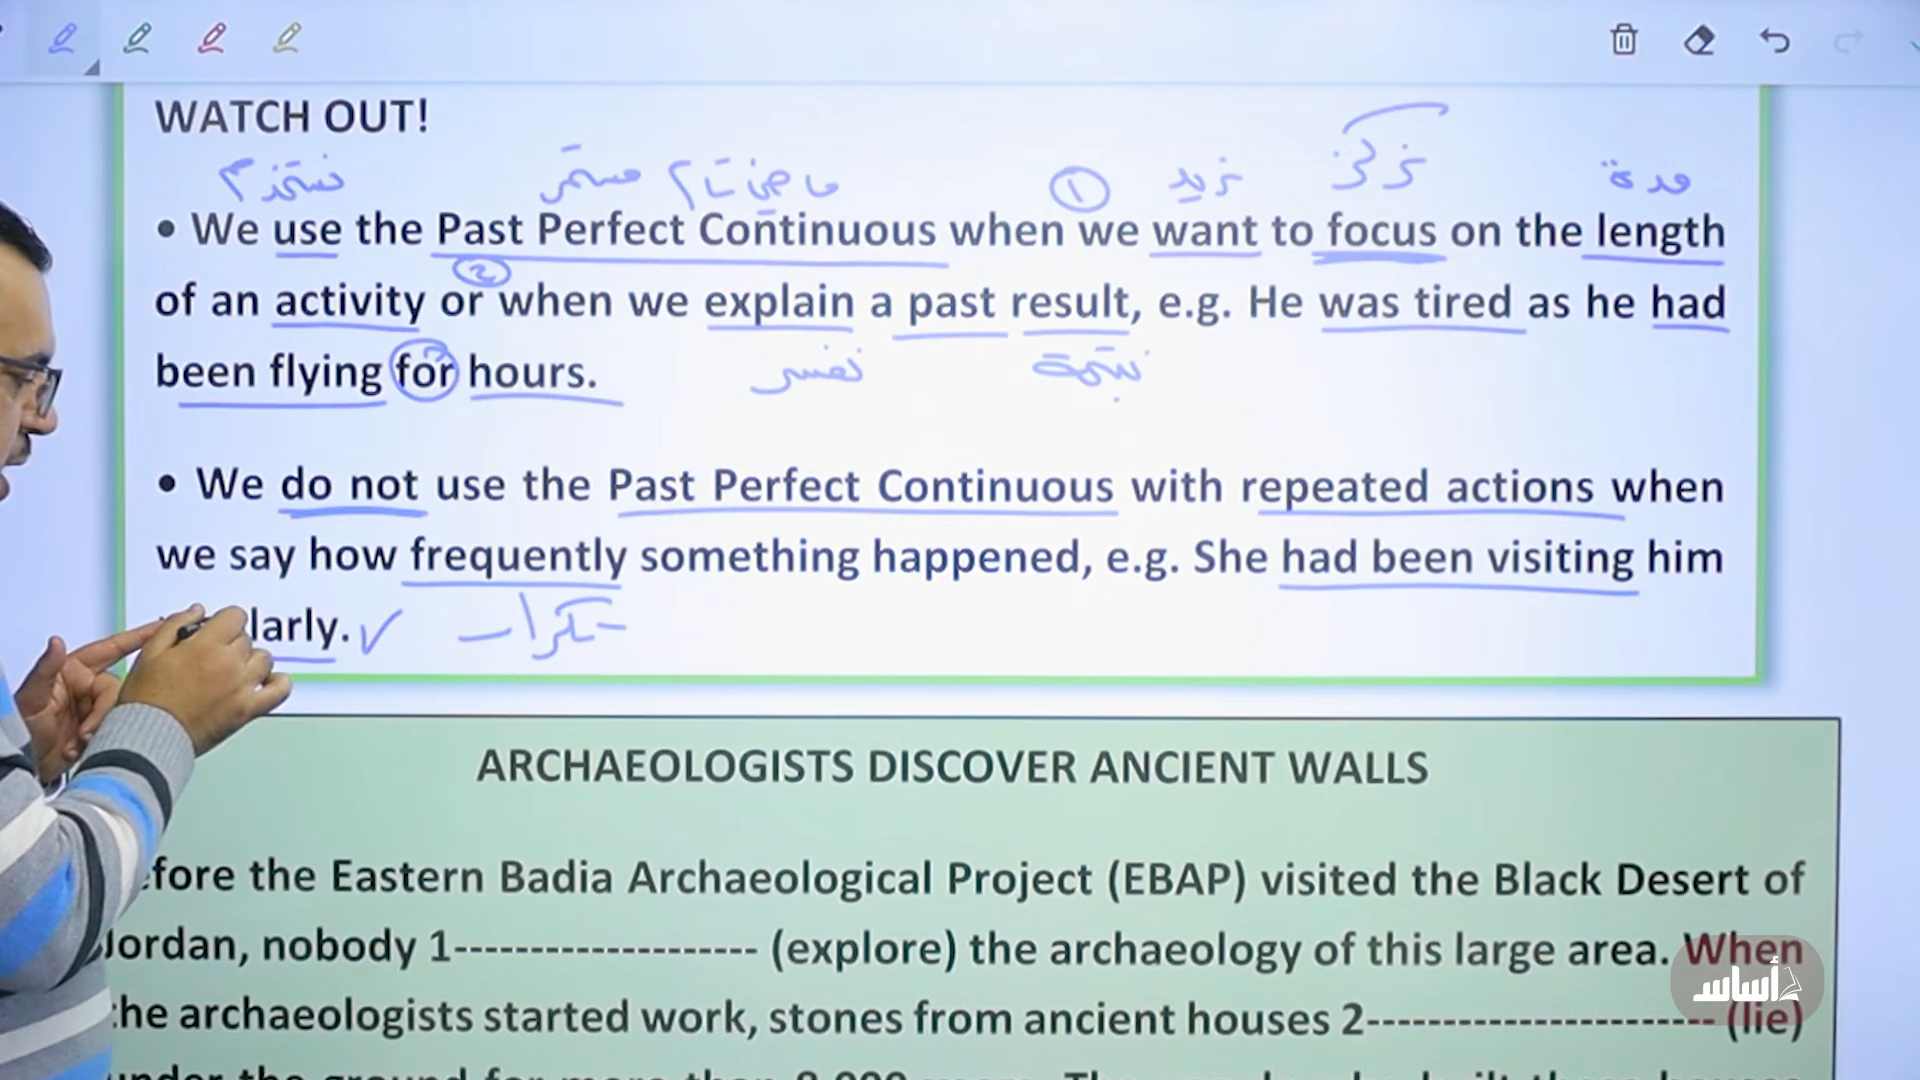 WATCH OUT!
نستخدم ماضي تام مستمر ① نريد نركز مدة
• We use the Past Perfect Continuous when we want to focus on the length
②
of an activity or when we explain a past result, e.g. He was tired as he had
been flying for hours. نفسر نتيجة
• We do not use the Past Perfect Continuous with repeated actions when
we say how frequently something happened, e.g. She had been visiting him
larly. ✓
ARCHAEOLOGISTS DISCOVER ANCIENT WALLS
efore the Eastern Badia Archaeological Project (EBAP) visited the Black Desert of
Jordan, nobody 1-------------------- (explore) the archaeology of this large area. When
the archaeologists started work, stones from ancient houses 2----------------------- (lie)
أساس